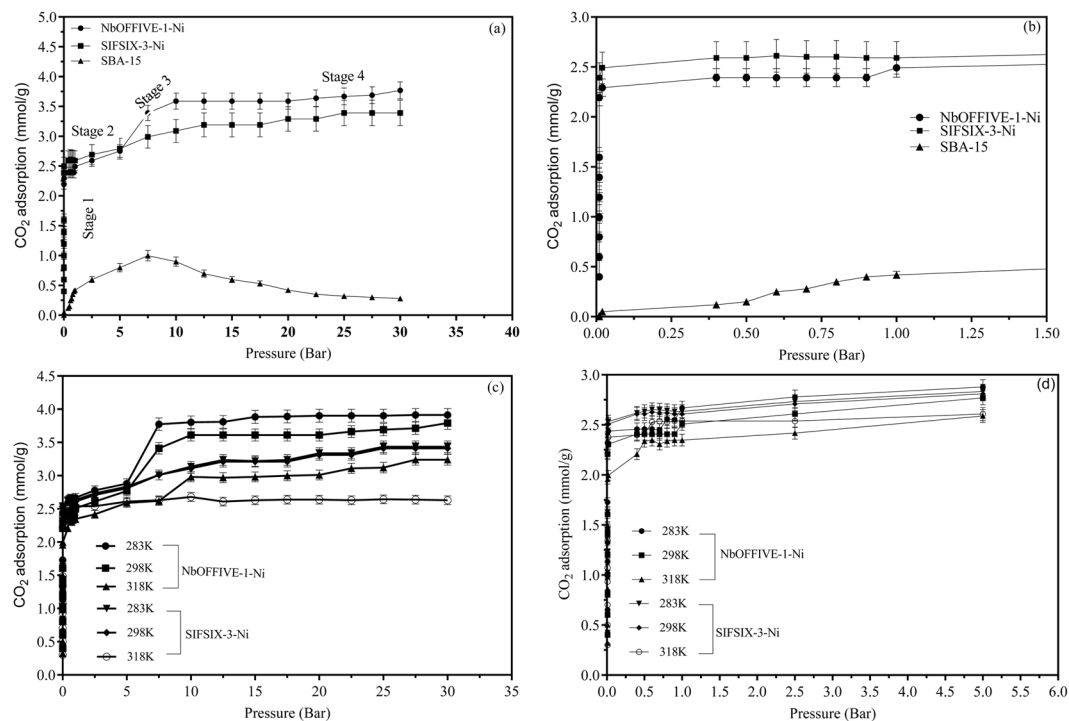 (a)
NbOFFIVE-1-Ni
SIFSIX-3-Ni
SBA-15
Stage 1
Stage 2
Stage 3
Stage 4
CO2 adsorption (mmol/g)
5.0
4.5
4.0
3.5
3.0
2.5
2.0
1.5
1.0
0.5
0.0
0 5 10 15 20 25 30 35 40
Pressure (Bar)
(b)
NbOFFIVE-1-Ni
SIFSIX-3-Ni
SBA-15
CO2 adsorption (mmol/g)
3.0
2.5
2.0
1.5
1.0
0.5
0.0
0.00 0.25 0.50 0.75 1.00 1.25 1.50
Pressure (Bar)
(c)
CO2 adsorption (mmol/g)
4.5
4.0
3.5
3.0
2.5
2.0
1.5
1.0
0.5
0.0
283K
298K
318K
NbOFFIVE-1-Ni
283K
298K
318K
SIFSIX-3-Ni
0 5 10 15 20 25 30 35
Pressure (Bar)
(d)
CO2 adsorption (mmol/g)
3.0
2.5
2.0
1.5
1.0
0.5
0.0
283K
298K
318K
NbOFFIVE-1-Ni
283K
298K
318K
SIFSIX-3-Ni
0.0 0.5 1.0 1.5 2.0 2.5 3.0 3.5 4.0 4.5 5.0 6.0
Pressure (Bar)